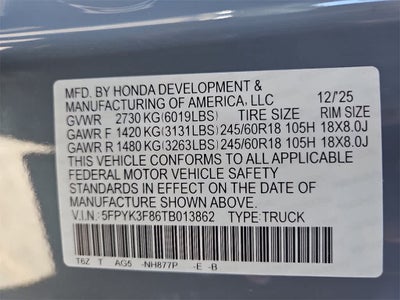 MFD. BY HONDA DEVELOPMENT &
MANUFACTURING OF AMERICA, LLC 12/'25
GVWR 2730 KG(6019LBS) TIRE SIZE RIM SIZE
GAWR F 1420 KG(3131LBS) 245/60R18 105H 18X8.0J
GAWR R 1480 KG(3263LBS) 245/60R18 105H 18X8.0J
THIS VEHICLE CONFORMS TO ALL APPLICABLE
FEDERAL MOTOR VEHICLE SAFETY
STANDARDS IN EFFECT ON THE DATE OF
MANUFACTURE SHOWN ABOVE.
V.I.N.: 5FPYK3F86TB013862 TYPE:TRUCK
T6Z T AG5 -NH877P -E -B